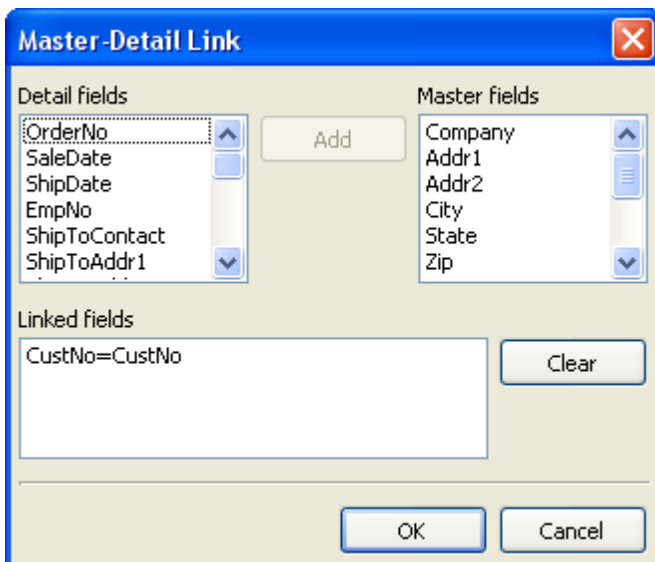 Master-Detail Link
Detail fields
Master fields
OrderNo
SaleDate
ShipDate
EmpNo
ShipToContact
ShipToAddr1
Add
Company
Addr1
Addr2
City
State
Zip
Linked fields
CustNo=CustNo
Clear
OK
Cancel